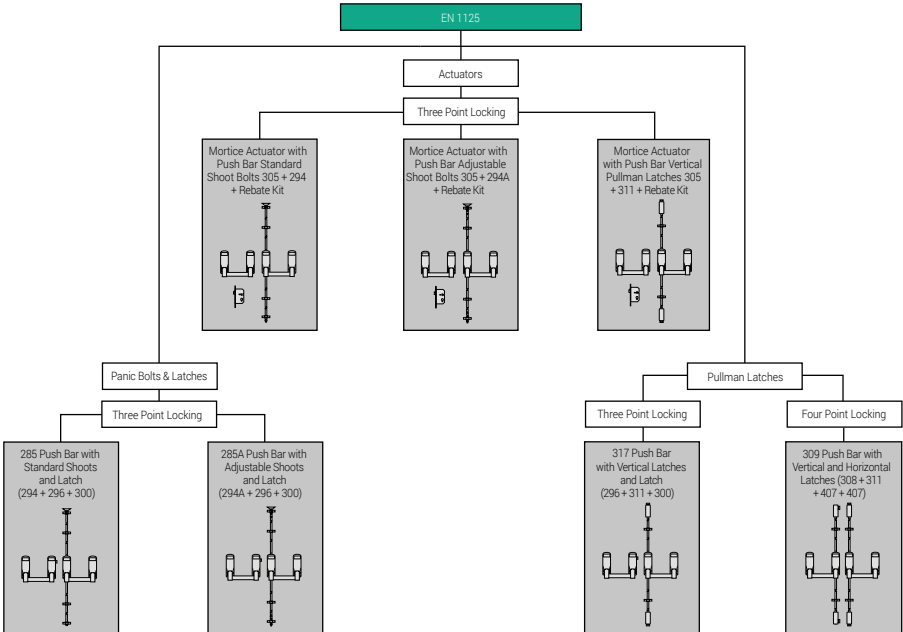 EN 1125
Actuators
Three Point Locking
Mortice Actuator with
Push Bar Standard
Shoot Bolts 305 + 294
+ Rebate Kit
Mortice Actuator with
Push Bar Adjustable
Shoot Bolts 305 + 294A
+ Rebate Kit
Mortice Actuator
with Push Bar Vertical
Pullman Latches 305
+ 311 + Rebate Kit
Panic Bolts & Latches
Three Point Locking
285 Push Bar with
Standard Shoots
and Latch
(294 + 296 + 300)
285A Push Bar with
Adjustable Shoots
and Latch
(294A + 296 + 300)
Pullman Latches
Three Point Locking
Four Point Locking
317 Push Bar
with Vertical Latches
and Latch
(296 + 311 + 300)
309 Push Bar with
Vertical and Horizontal
Latches (308 + 311
+ 407 + 407)